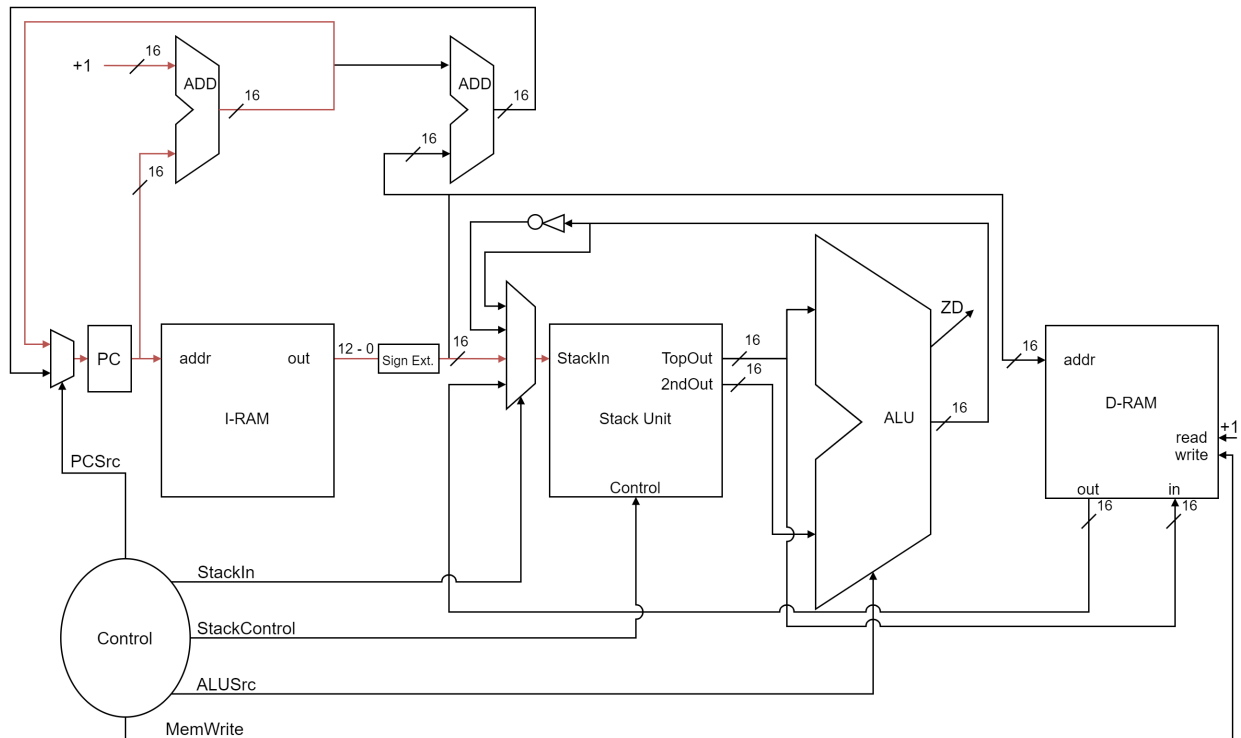 16
+1
ADD
16
16
ADD
16
16
ZD
PC
addr
out
I-RAM
12 - 0
Sign Ext.
16
StackIn
TopOut
2ndOut
Stack Unit
Control
16
16
ALU
16
16
addr
D-RAM
read
write
+1
out
in
16
16
PCSrc
StackIn
Control
StackControl
ALUSrc
MemWrite